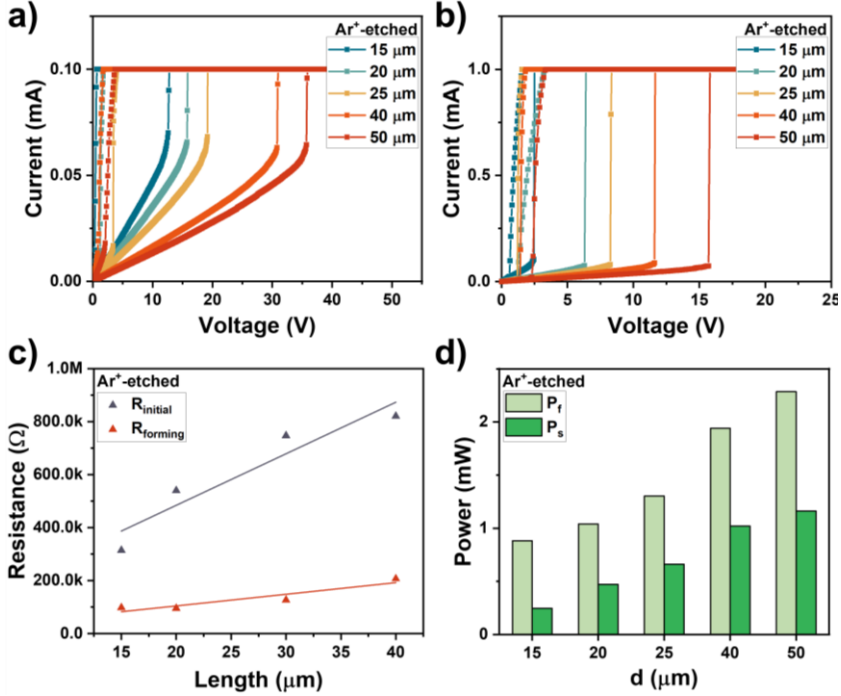 a)
Ar⁺-etched
15 μm
20 μm
25 μm
40 μm
50 μm
Current (mA)
0.10
0.05
0.00
0 10 20 30 40 50
Voltage (V)
b)
Ar⁺-etched
15 μm
20 μm
25 μm
40 μm
50 μm
Current (mA)
1.0
0.5
0.0
0 5 10 15 20 25
Voltage (V)
c)
Ar⁺-etched
R_initial
R_forming
Resistance (Ω)
1.0M
800.0k
600.0k
400.0k
200.0k
0.0
15 20 25 30 35 40
Length (μm)
d)
Ar⁺-etched
P_f
P_s
Power (mW)
2
1
0
15 20 25 40 50
d (μm)